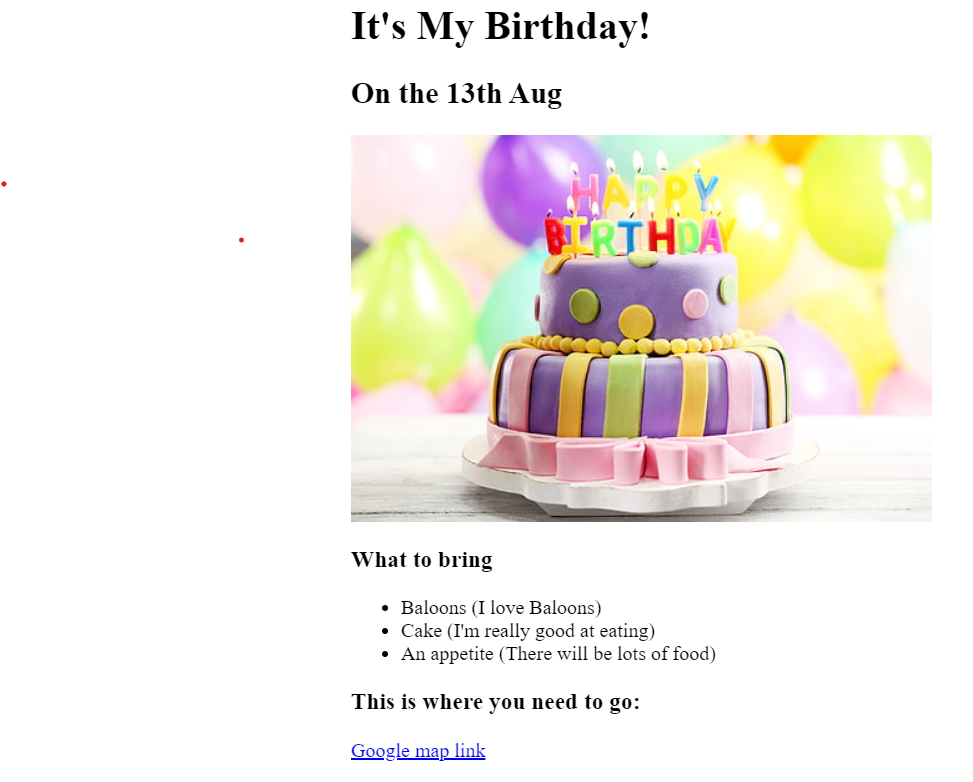 It's My Birthday!
On the 13th Aug
HAPPY
BIRTHDAY
What to bring
Baloons (I love Baloons)
Cake (I'm really good at eating)
An appetite (There will be lots of food)
This is where you need to go:
Google map link